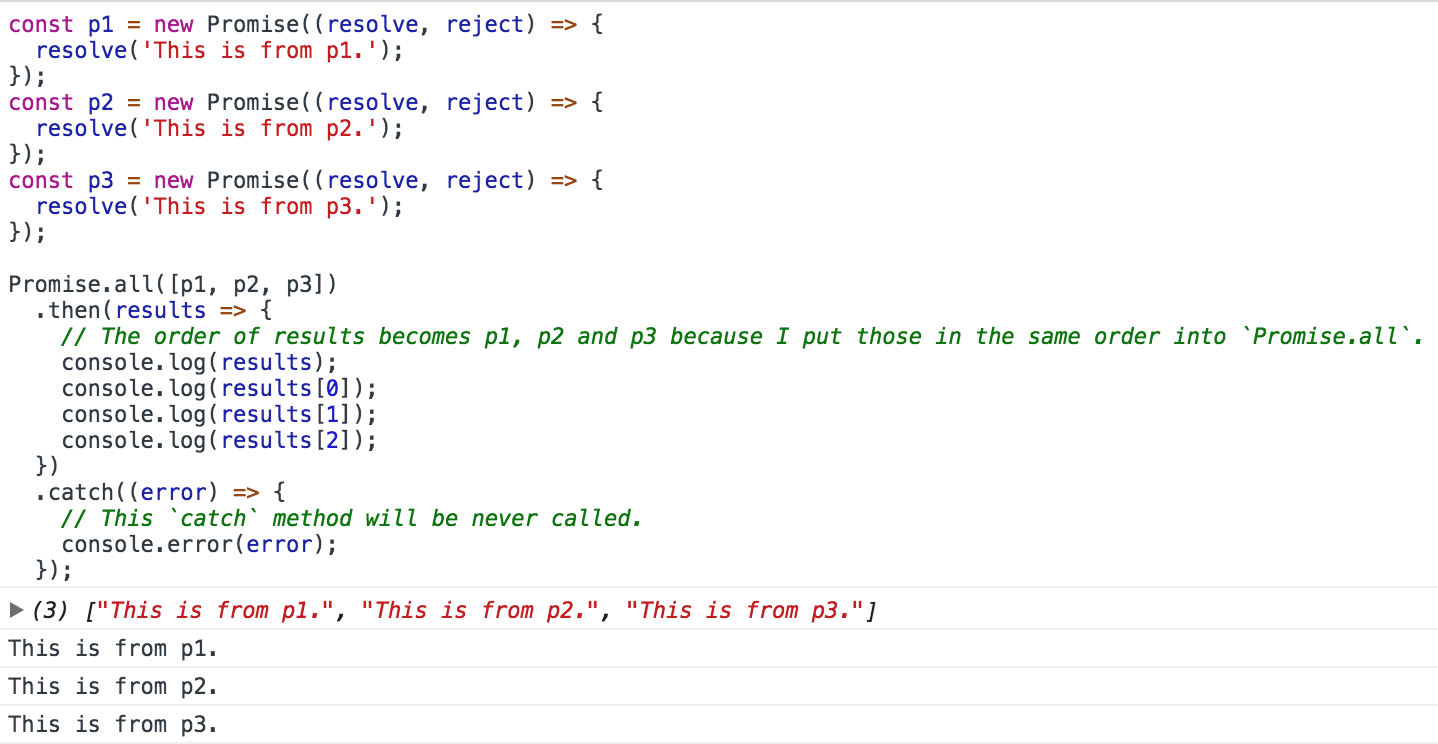 const p1 = new Promise((resolve, reject) => {
  resolve('This is from p1.');
});
const p2 = new Promise((resolve, reject) => {
  resolve('This is from p2.');
});
const p3 = new Promise((resolve, reject) => {
  resolve('This is from p3.');
});

Promise.all([p1, p2, p3])
  .then(results => {
    // The order of results becomes p1, p2 and p3 because I put those in the same order into `Promise.all`.
    console.log(results);
    console.log(results[0]);
    console.log(results[1]);
    console.log(results[2]);
  })
  .catch((error) => {
    // This `catch` method will be never called.
    console.error(error);
  });
(3) ["This is from p1.", "This is from p2.", "This is from p3."]
This is from p1.
This is from p2.
This is from p3.